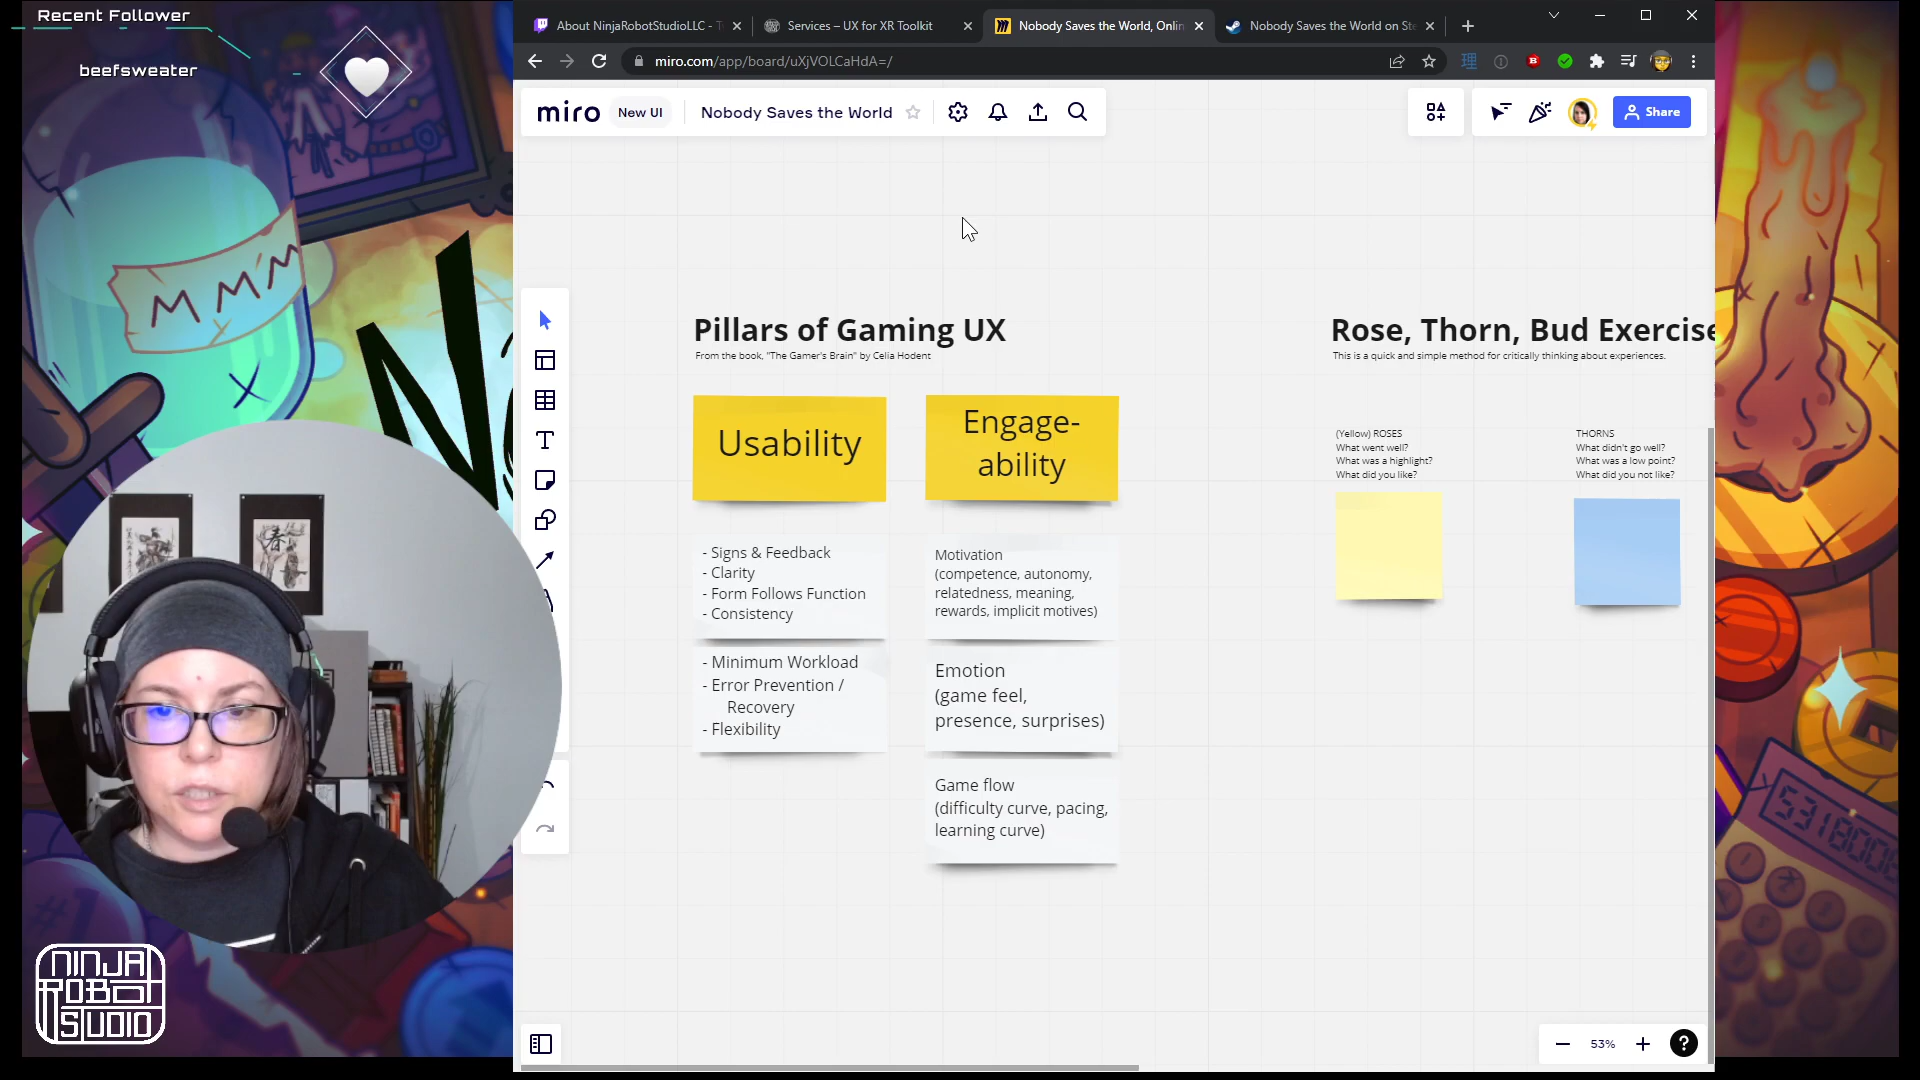 Recent Follower
beefsweater
About NinjaRobotStudioLLC - T
Services – UX for XR Toolkit
Nobody Saves the World, Onlin
Nobody Saves the World on Ste
miro.com/app/board/uXjVOLCaHdA=/
miro
New UI
Nobody Saves the World
Share
Pillars of Gaming UX
From the book, "The Gamer's Brain" by Celia Hodent
Usability
Engage-
ability
- Signs & Feedback
- Clarity
- Form Follows Function
- Consistency
- Minimum Workload
- Error Prevention /
Recovery
- Flexibility
Motivation
(competence, autonomy,
relatedness, meaning,
rewards, implicit motives)
Emotion
(game feel,
presence, surprises)
Game flow
(difficulty curve, pacing,
learning curve)
Rose, Thorn, Bud Exercise
This is a quick and simple method for critically thinking about experiences.
(Yellow) ROSES
What went well?
What was a highlight?
What did you like?
THORNS
What didn't go well?
What was a low point?
What did you not like?
53%
MMM
NINJA
ROBOT
STUDIO
5318008